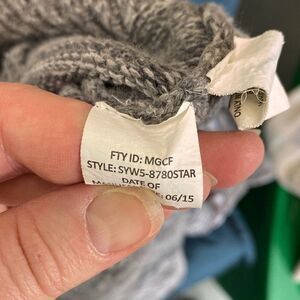 FTY ID: MGCF
STYLE: SYW5-8780STAR
DATE OF
06/15